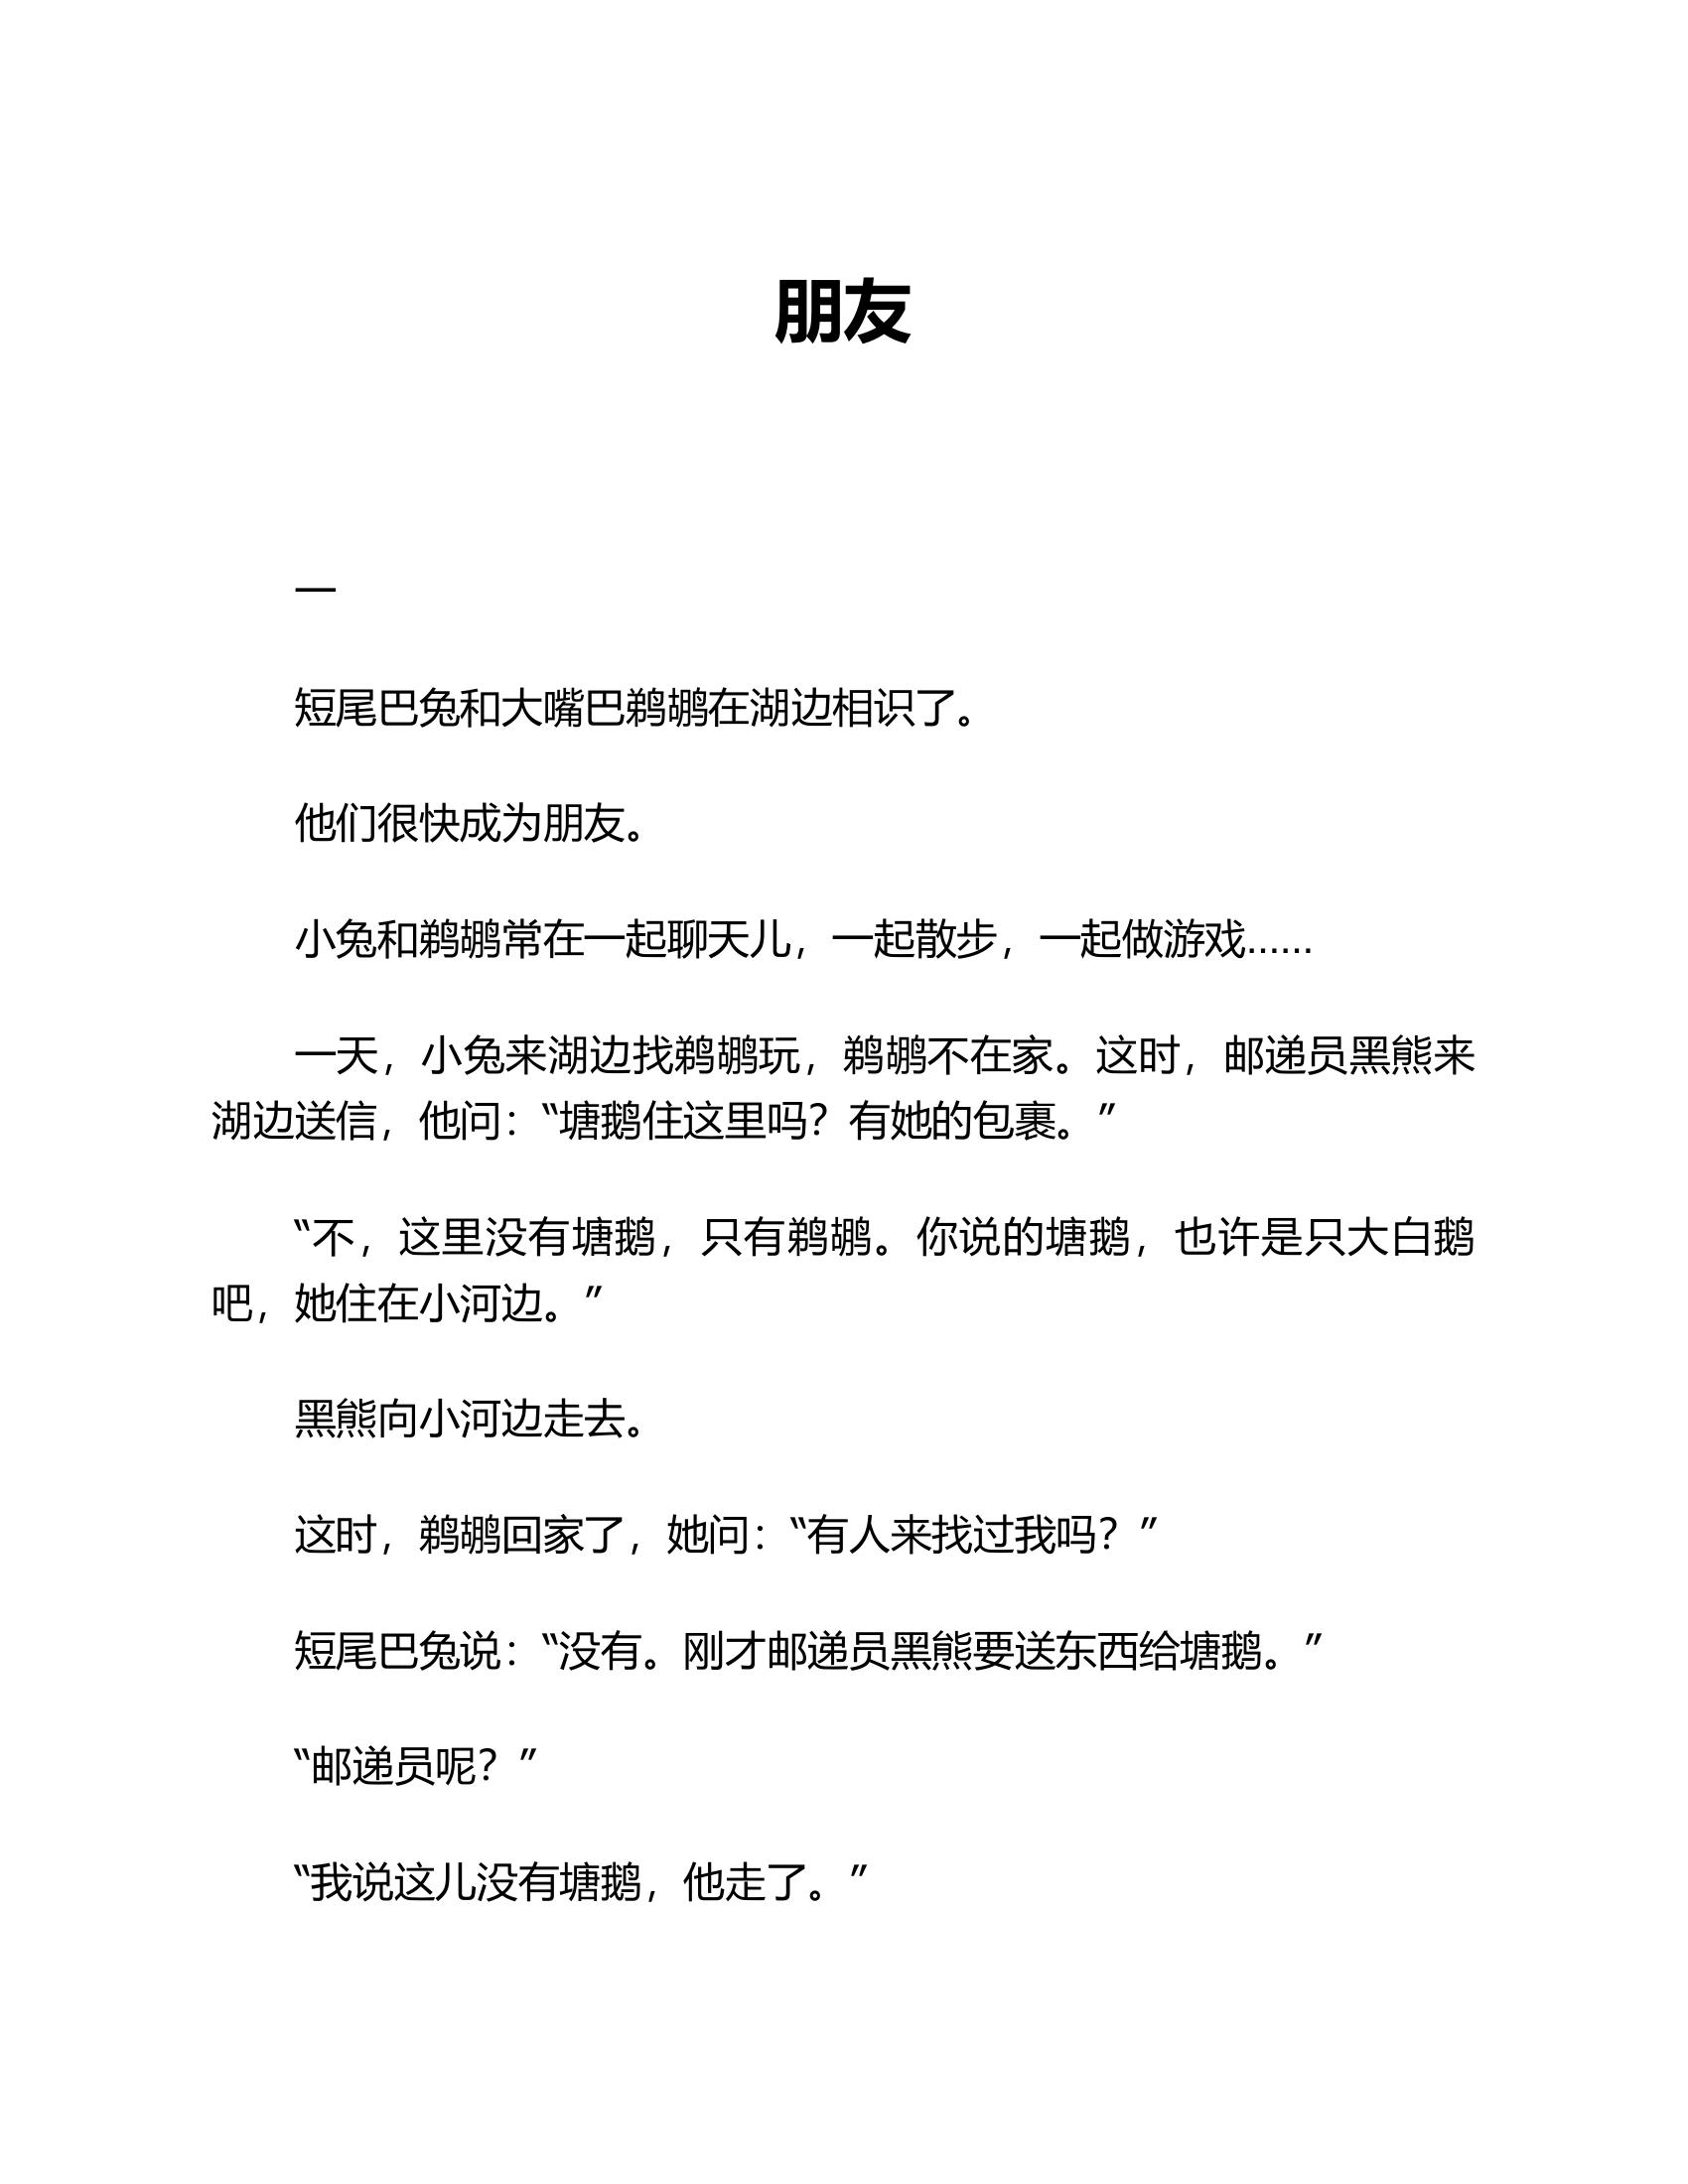 朋友
一
短尾巴兔和大嘴巴鹈鹕在湖边相识了。
他们很快成为朋友。
小兔和鹈鹕常在一起聊天儿，一起散步，一起做游戏……
一天，小兔来湖边找鹈鹕玩，鹈鹕不在家。这时，邮递员黑熊来
湖边送信，他问：“塘鹅住这里吗？有她的包裹。”
“不，这里没有塘鹅，只有鹈鹕。你说的塘鹅，也许是只大白鹅
吧，她住在小河边。”
黑熊向小河边走去。
这时，鹈鹕回家了，她问：“有人来找过我吗？”
短尾巴兔说：“没有。刚才邮递员黑熊要送东西给塘鹅。”
“邮递员呢？”
“我说这儿没有塘鹅，他走了。”